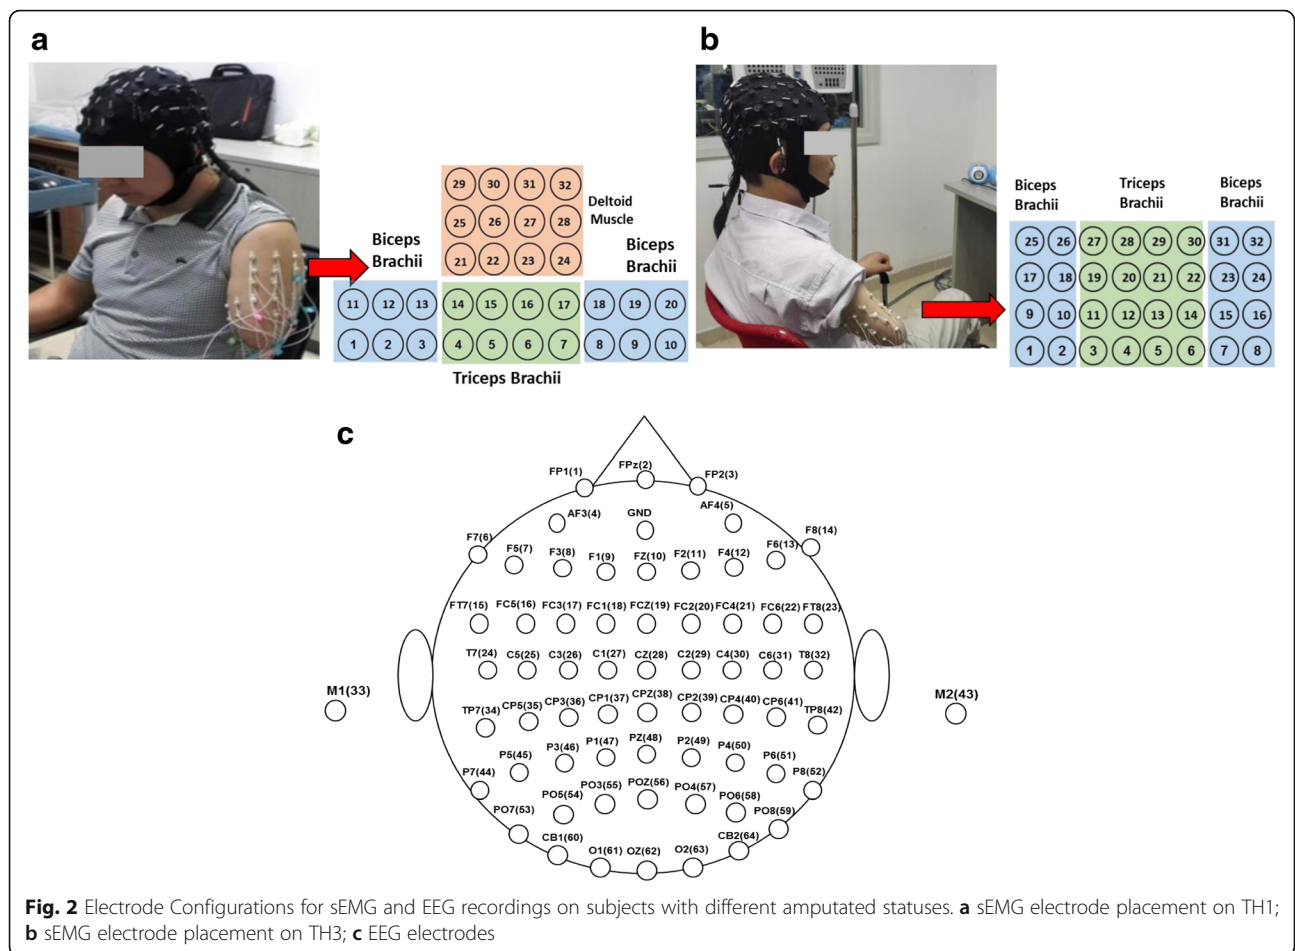 a
b
29 30 31 32
25 26 27 28
21 22 23 24
Deltoid
Muscle
Biceps
Brachii
Biceps
Brachii
11 12 13 14 15 16 17 18 19 20
1 2 3 4 5 6 7 8 9 10
Triceps Brachii
Biceps
Brachii
Triceps
Brachii
Biceps
Brachii
25 26 27 28 29 30 31 32
17 18 19 20 21 22 23 24
9 10 11 12 13 14 15 16
1 2 3 4 5 6 7 8
c
FP1(1) FPz(2) FP2(3)
AF3(4) GND AF4(5)
F7(6) F5(7) F3(8) F1(9) FZ(10) F2(11) F4(12) F6(13) F8(14)
FT7(15) FC5(16) FC3(17) FC1(18) FCZ(19) FC2(20) FC4(21) FC6(22) FT8(23)
T7(24) C5(25) C3(26) C1(27) CZ(28) C2(29) C4(30) C6(31) T8(32)
M1(33) TP7(34) CP5(35) CP3(36) CP1(37) CPZ(38) CP2(39) CP4(40) CP6(41) TP8(42) M2(43)
P7(44) P5(45) P3(46) P1(47) PZ(48) P2(49) P4(50) P6(51) P8(52)
PO7(53) PO5(54) PO3(55) POZ(56) PO4(57) PO6(58) PO8(59)
CB1(60) O1(61) OZ(62) O2(63) CB2(64)
Fig. 2 Electrode Configurations for sEMG and EEG recordings on subjects with different amputated statuses. a sEMG electrode placement on TH1;
b sEMG electrode placement on TH3; c EEG electrodes